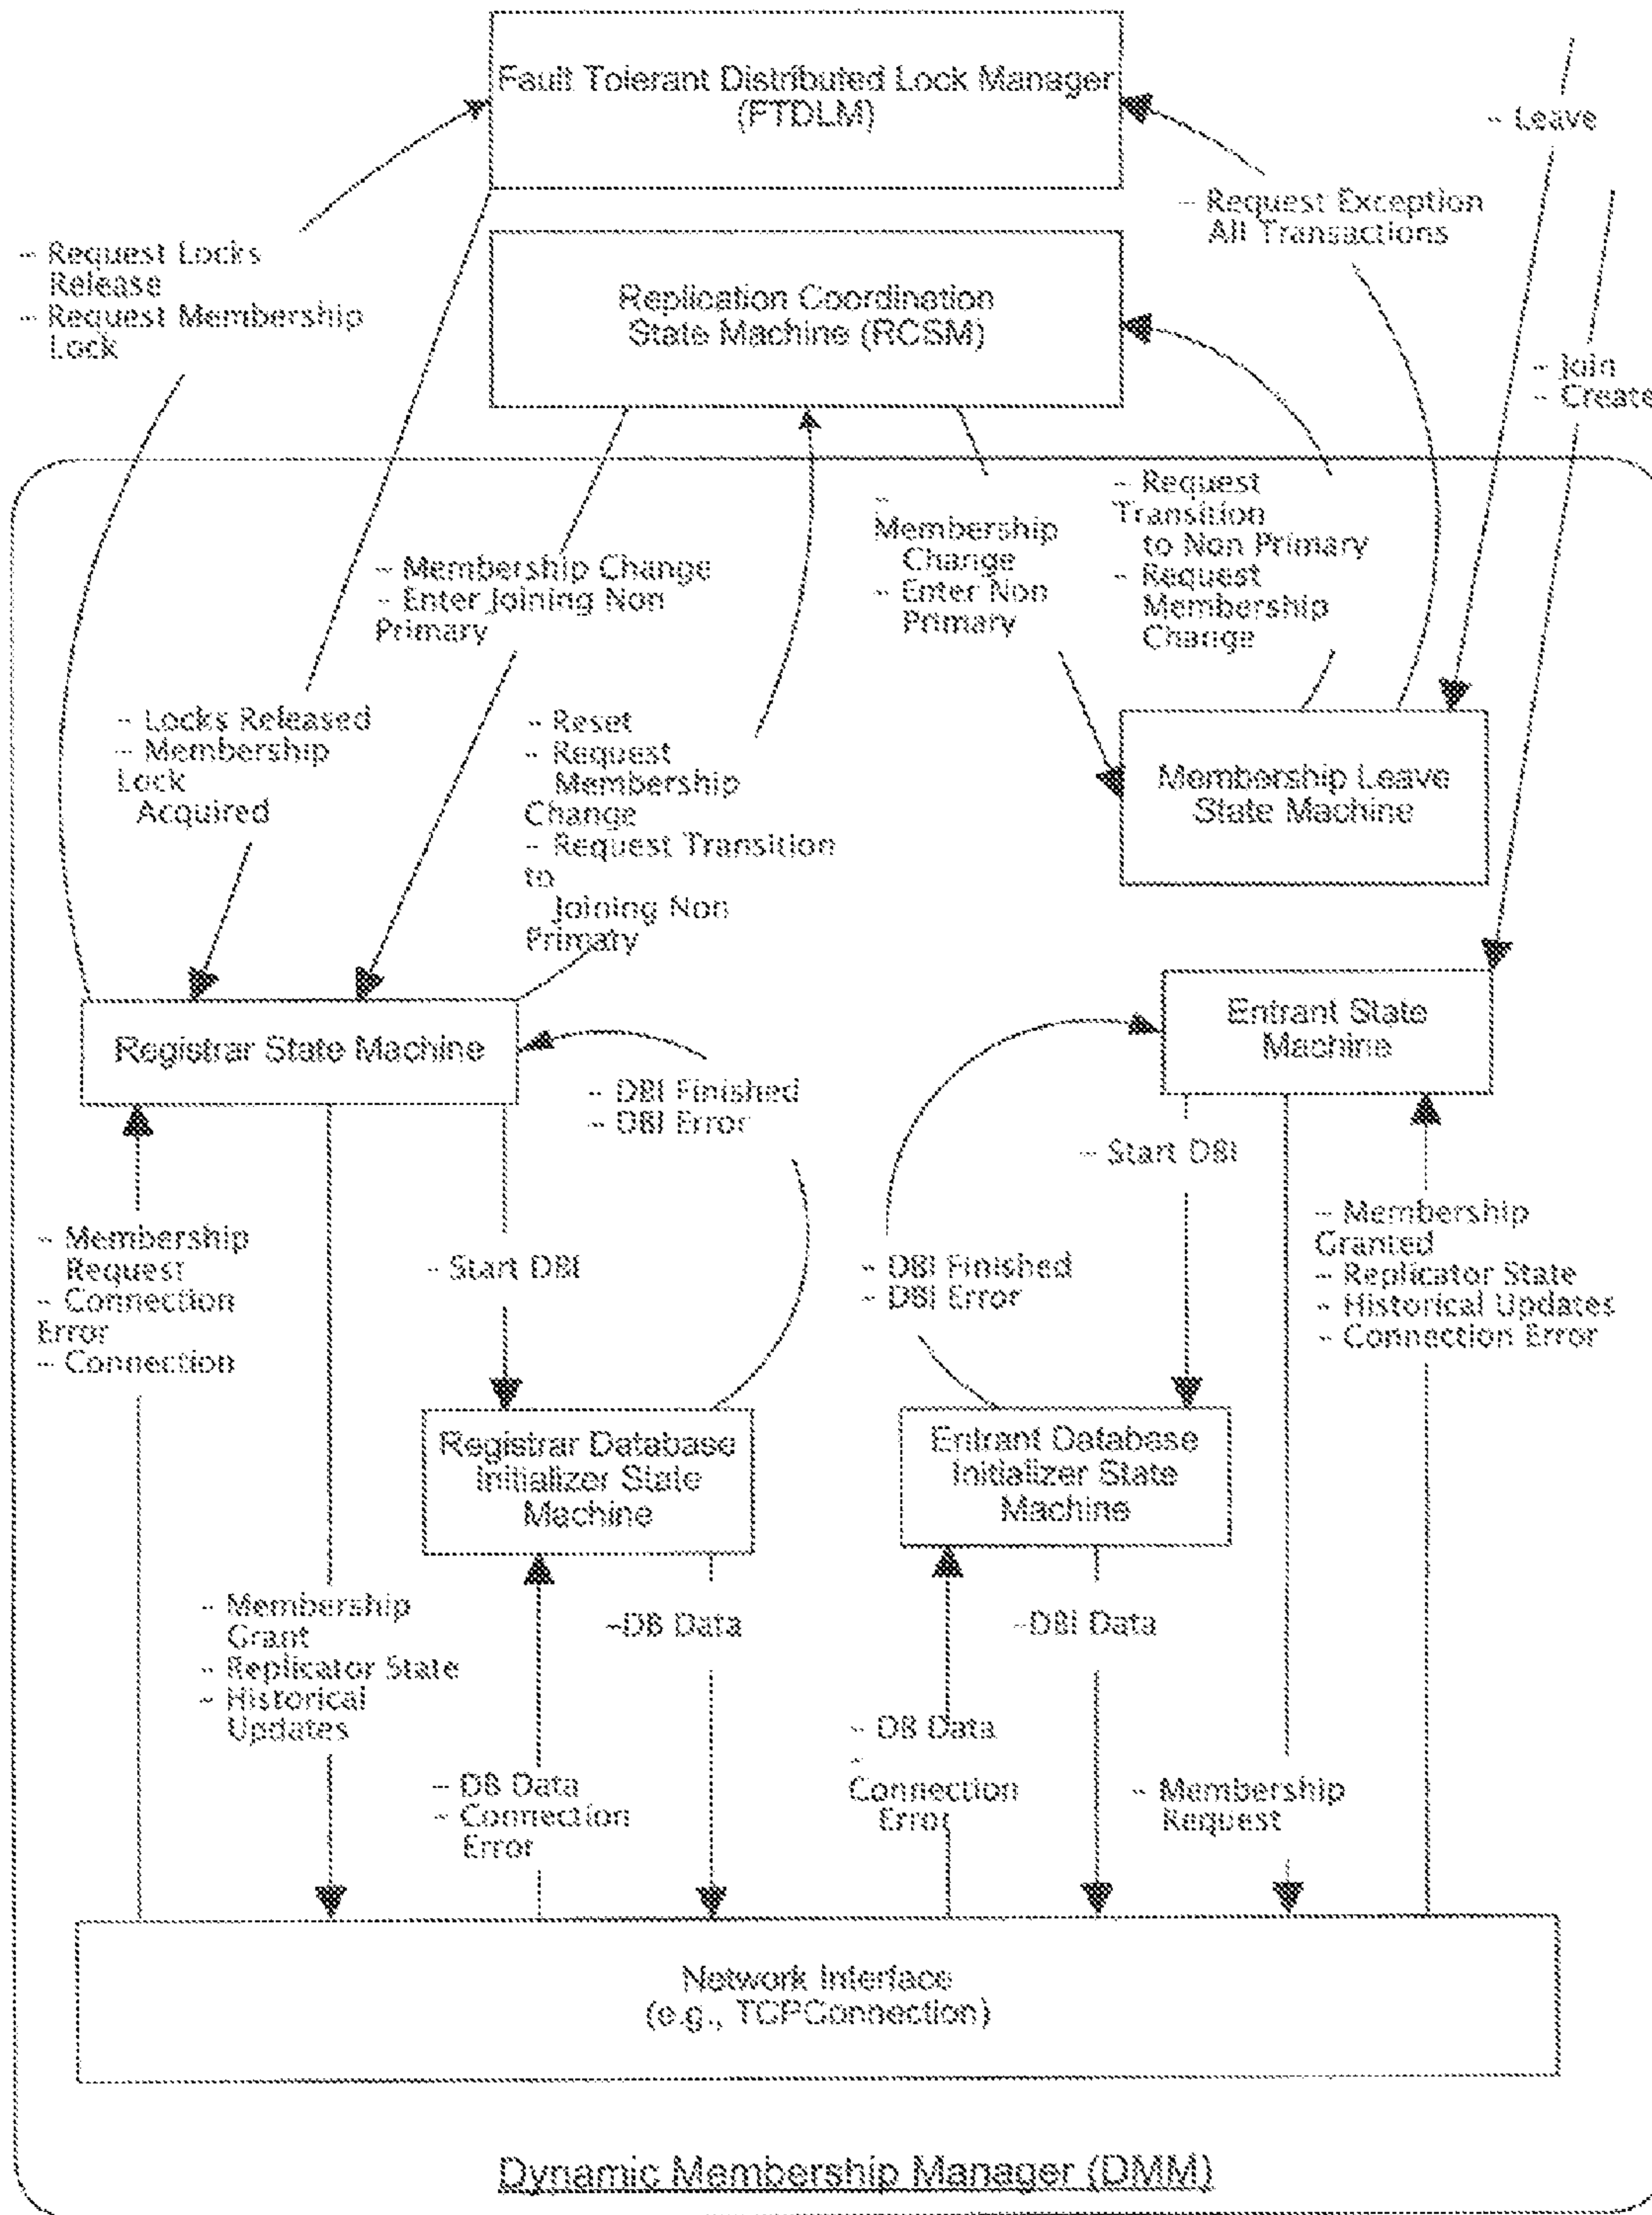 Fault Tolerant Distributed Lock Manager
(FTDLM)
- Leave
- Request Exception
All Transactions
- Request Locks
Release
- Request Membership
Lock
Replication Coordination
State Machine (RCSM)
- Join
- Create
- Membership Change
- Enter Joining Non
Primary
-
Membership
Change
- Enter Non
Primary
- Request
Transition
to Non Primary
- Request
Membership
Change
- Locks Released
- Membership
Lock
Acquired
- Reset
- Request
Membership
Change
- Request Transition
to
Joining Non
Primaty
Membership Leave
State Machine
Registrar State Machine
Entrant State
Machine
- DBI Finished
- DBI Error
- Start DBI
- Membership
Request
- Connection
Error
- Connection
- Start DBI
- DBI Finished
- DBI Error
- Membership
Granted
- Replicator State
- Historical Updates
- Connection Error
Registrar Database
Initializer State
Machine
Entrant Database
Initializer State
Machine
- Membership
Grant
- Replicator State
- Historical
Updates
-DB Data
-DBI Data
- DB Data
- Connection
Error
- DB Data
-
Connection
Error
- Membership
Request
Network Interface
(e.g., TCPConnection)
Dynamic Membership Manager (DMM)